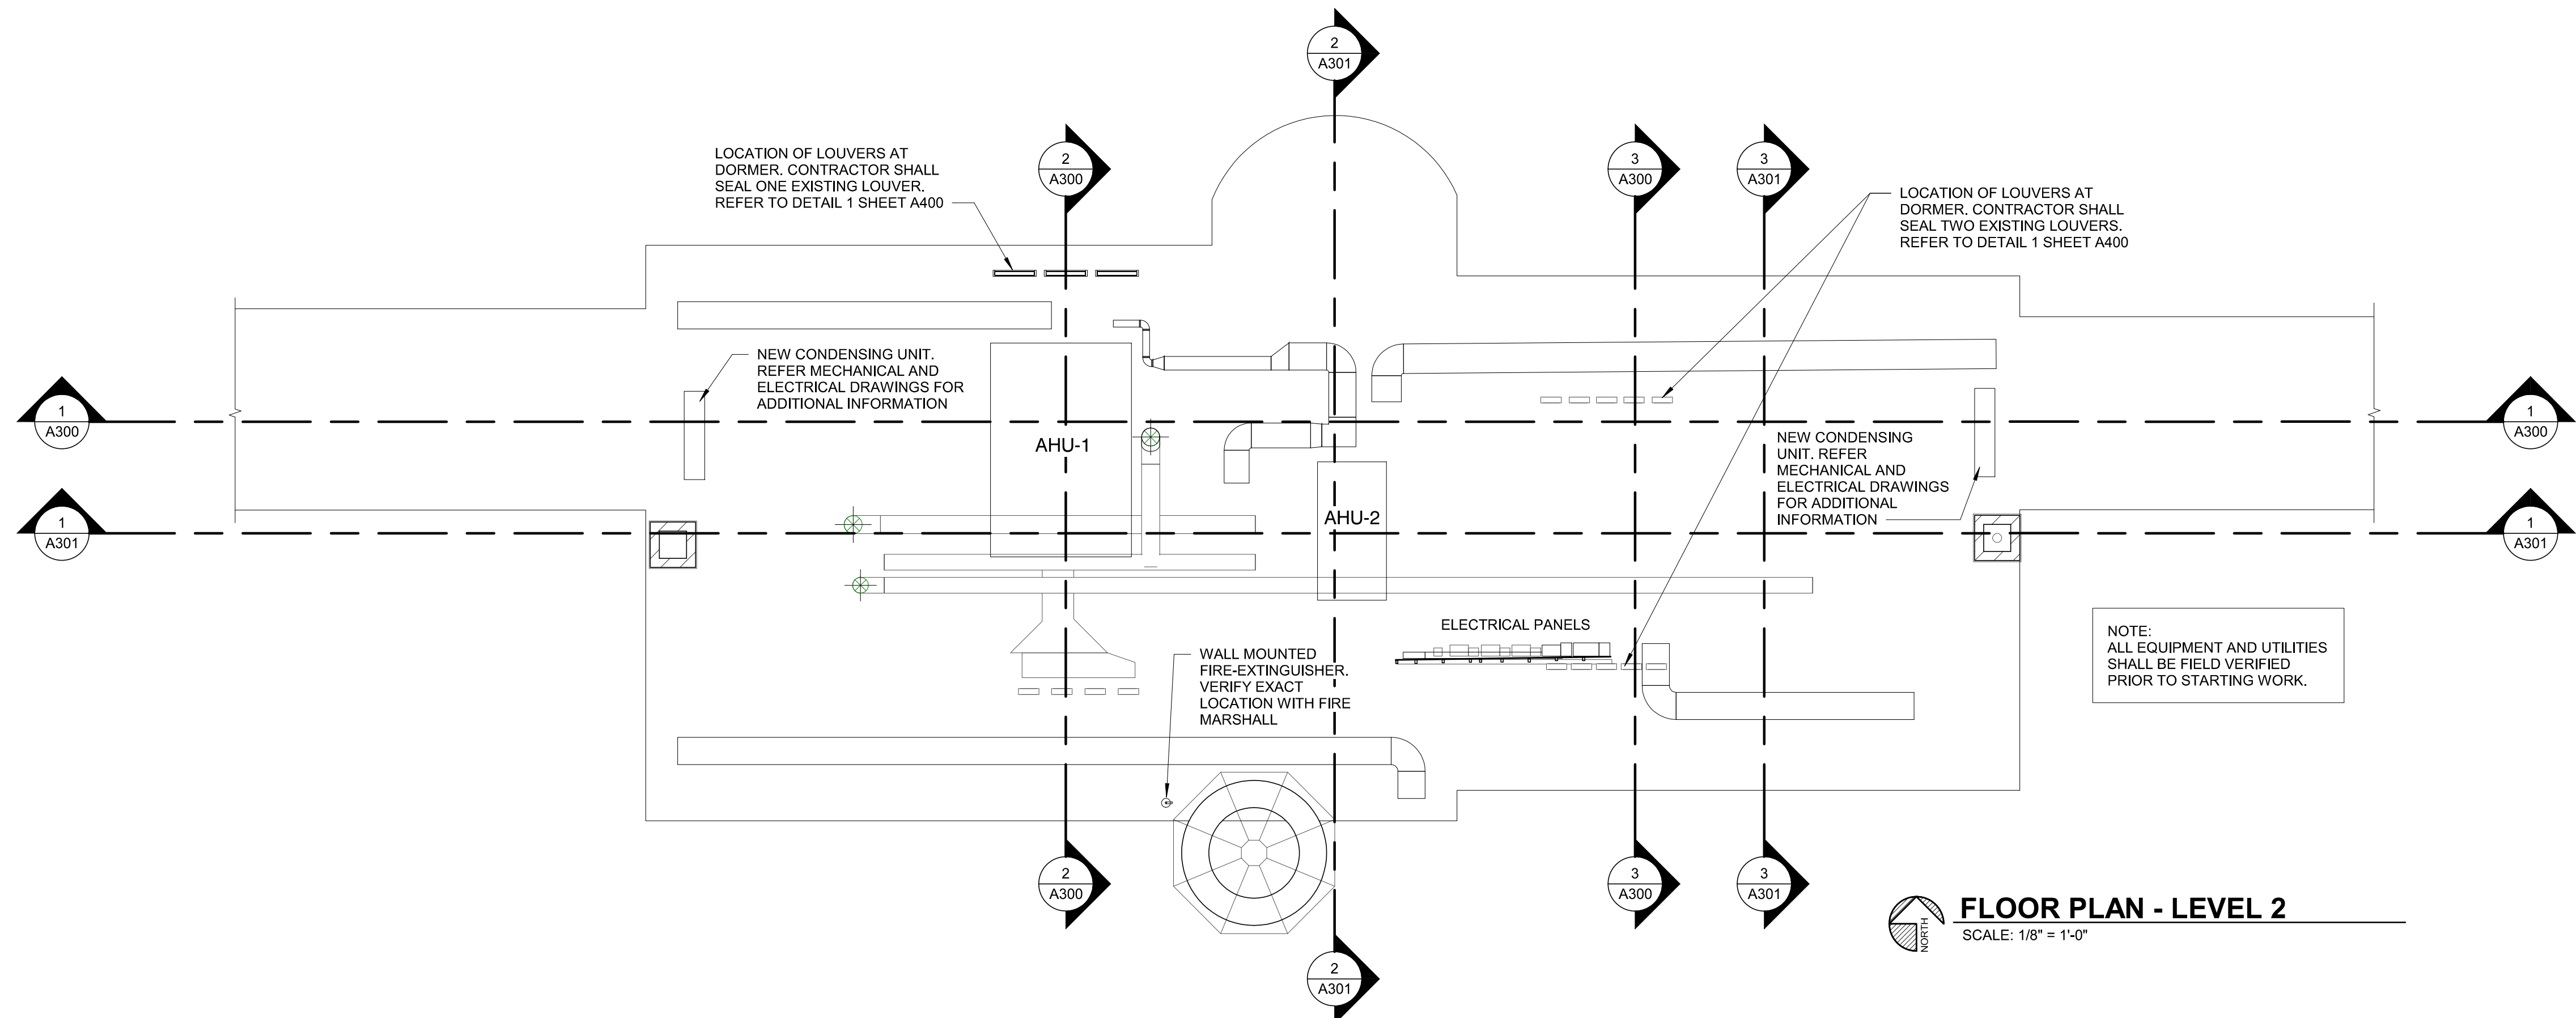 2
A301
2
A300
3
A300
3
A301
LOCATION OF LOUVERS AT
DORMER. CONTRACTOR SHALL
SEAL ONE EXISTING LOUVER.
REFER TO DETAIL 1 SHEET A400
LOCATION OF LOUVERS AT
DORMER. CONTRACTOR SHALL
SEAL TWO EXISTING LOUVERS.
REFER TO DETAIL 1 SHEET A400
NEW CONDENSING UNIT.
REFER MECHANICAL AND
ELECTRICAL DRAWINGS FOR
ADDITIONAL INFORMATION
1
A300
AHU-1
1
A300
NEW CONDENSING
UNIT. REFER
MECHANICAL AND
ELECTRICAL DRAWINGS
FOR ADDITIONAL
INFORMATION
1
A301
AHU-2
1
A301
ELECTRICAL PANELS
WALL MOUNTED
FIRE-EXTINGUISHER.
VERIFY EXACT
LOCATION WITH FIRE
MARSHALL
NOTE:
ALL EQUIPMENT AND UTILITIES
SHALL BE FIELD VERIFIED
PRIOR TO STARTING WORK.
2
A300
3
A300
3
A301
2
A301
NORTH
FLOOR PLAN - LEVEL 2
SCALE: 1/8" = 1'-0"